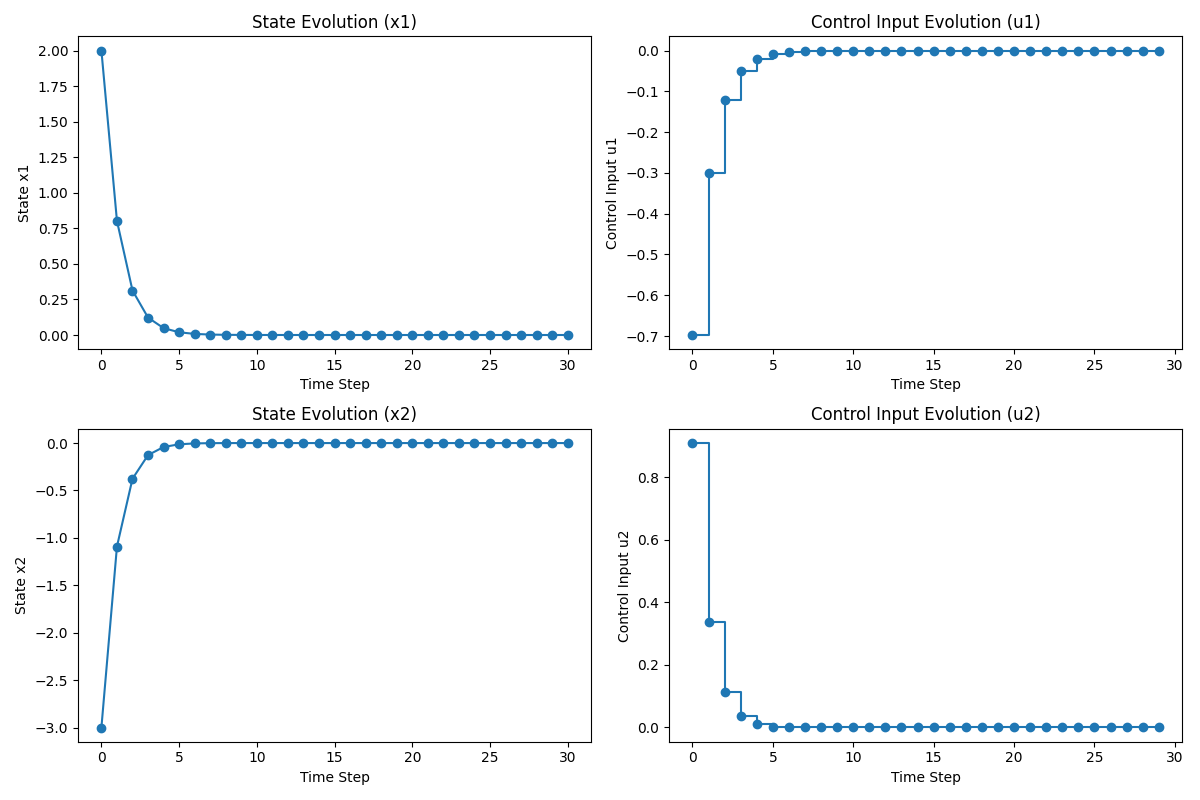 State Evolution (x1)
2.00
1.75
1.50
1.25
1.00
0.75
0.50
0.25
0.00
State x1
0 5 10 15 20 25 30
Time Step
Control Input Evolution (u1)
0.0
−0.1
−0.2
−0.3
−0.4
−0.5
−0.6
−0.7
Control Input u1
0 5 10 15 20 25 30
Time Step
State Evolution (x2)
0.0
−0.5
−1.0
−1.5
−2.0
−2.5
−3.0
State x2
0 5 10 15 20 25 30
Time Step
Control Input Evolution (u2)
0.8
0.6
0.4
0.2
0.0
Control Input u2
0 5 10 15 20 25 30
Time Step